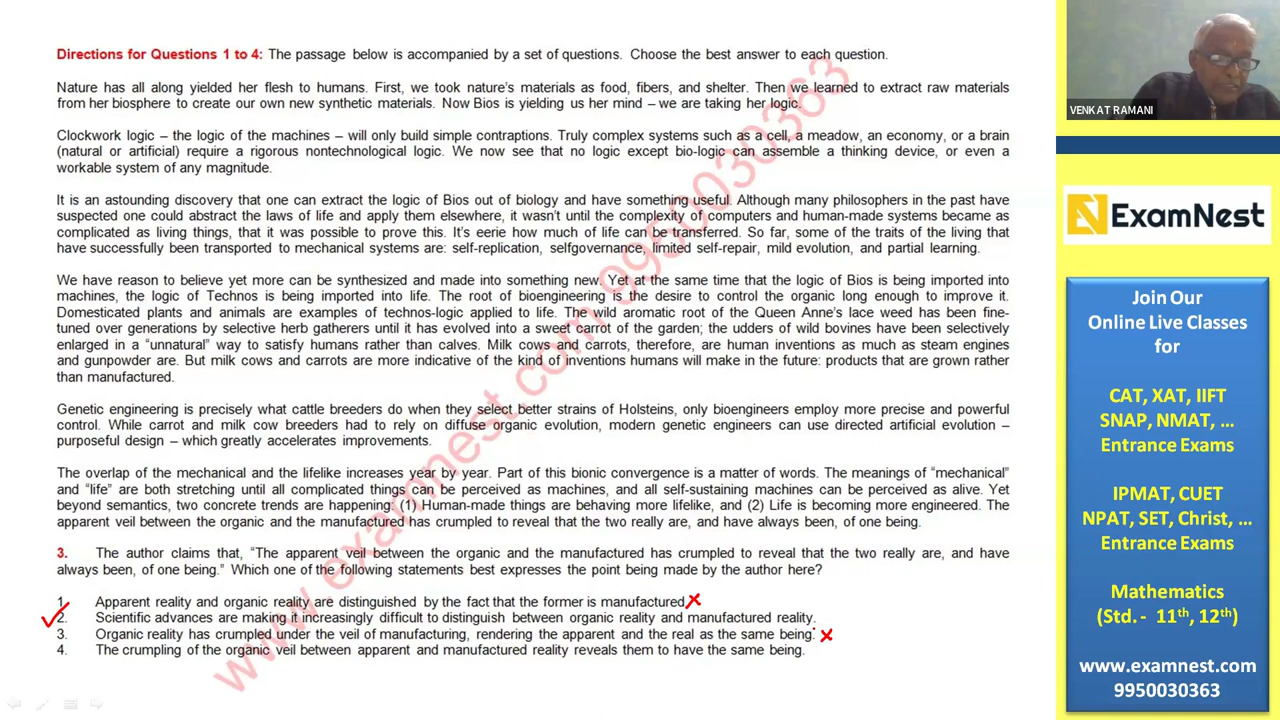 Directions for Questions 1 to 4: The passage below is accompanied by a set of questions. Choose the best answer to each question.
Nature has all along yielded her flesh to humans. First, we took nature's materials as food, fibers, and shelter. Then we learned to extract raw materials
from her biosphere to create our own new synthetic materials. Now Bios is yielding us her mind – we are taking her logic.
Clockwork logic – the logic of the machines – will only build simple contraptions. Truly complex systems such as a cell, a meadow, an economy, or a brain
(natural or artificial) require a rigorous nontechnological logic. We now see that no logic except bio-logic can assemble a thinking device, or even a
workable system of any magnitude.
It is an astounding discovery that one can extract the logic of Bios out of biology and have something useful. Although many philosophers in the past have
suspected one could abstract the laws of life and apply them elsewhere, it wasn't until the complexity of computers and human-made systems became as
complicated as living things, that it was possible to prove this. It's eerie how much of life can be transferred. So far, some of the traits of the living that
have successfully been transported to mechanical systems are: self-replication, selfgovernance, limited self-repair, mild evolution, and partial learning.
We have reason to believe yet more can be synthesized and made into something new. Yet at the same time that the logic of Bios is being imported into
machines, the logic of Technos is being imported into life. The root of bioengineering is the desire to control the organic long enough to improve it.
Domesticated plants and animals are examples of technos-logic applied to life. The wild aromatic root of the Queen Anne's lace weed has been fine-
tuned over generations by selective herb gatherers until it has evolved into a sweet carrot of the garden; the udders of wild bovines have been selectively
enlarged in a "unnatural" way to satisfy humans rather than calves. Milk cows and carrots, therefore, are human inventions as much as steam engines
and gunpowder are. But milk cows and carrots are more indicative of the kind of inventions humans will make in the future: products that are grown rather
than manufactured.
Genetic engineering is precisely what cattle breeders do when they select better strains of Holsteins, only bioengineers employ more precise and powerful
control. While carrot and milk cow breeders had to rely on diffuse organic evolution, modern genetic engineers can use directed artificial evolution –
purposeful design – which greatly accelerates improvements.
The overlap of the mechanical and the lifelike increases year by year. Part of this bionic convergence is a matter of words. The meanings of "mechanical"
and "life" are both stretching until all complicated things can be perceived as machines, and all self-sustaining machines can be perceived as alive. Yet
beyond semantics, two concrete trends are happening: (1) Human-made things are behaving more lifelike, and (2) Life is becoming more engineered. The
apparent veil between the organic and the manufactured has crumpled to reveal that the two really are, and have always been, of one being.
3. The author claims that, "The apparent veil between the organic and the manufactured has crumpled to reveal that the two really are, and have
always been, of one being." Which one of the following statements best expresses the point being made by the author here?
1. Apparent reality and organic reality are distinguished by the fact that the former is manufactured.
2. Scientific advances are making it increasingly difficult to distinguish between organic reality and manufactured reality.
3. Organic reality has crumpled under the veil of manufacturing, rendering the apparent and the real as the same being.
4. The crumpling of the organic veil between apparent and manufactured reality reveals them to have the same being.
www.examnest.com 9950030363
VENKAT RAMANI
ExamNest
Join Our
Online Live Classes
for
CAT, XAT, IIFT
SNAP, NMAT, ...
Entrance Exams
IPMAT, CUET
NPAT, SET, Christ, ...
Entrance Exams
Mathematics
(Std. - 11th, 12th)
www.examnest.com
9950030363